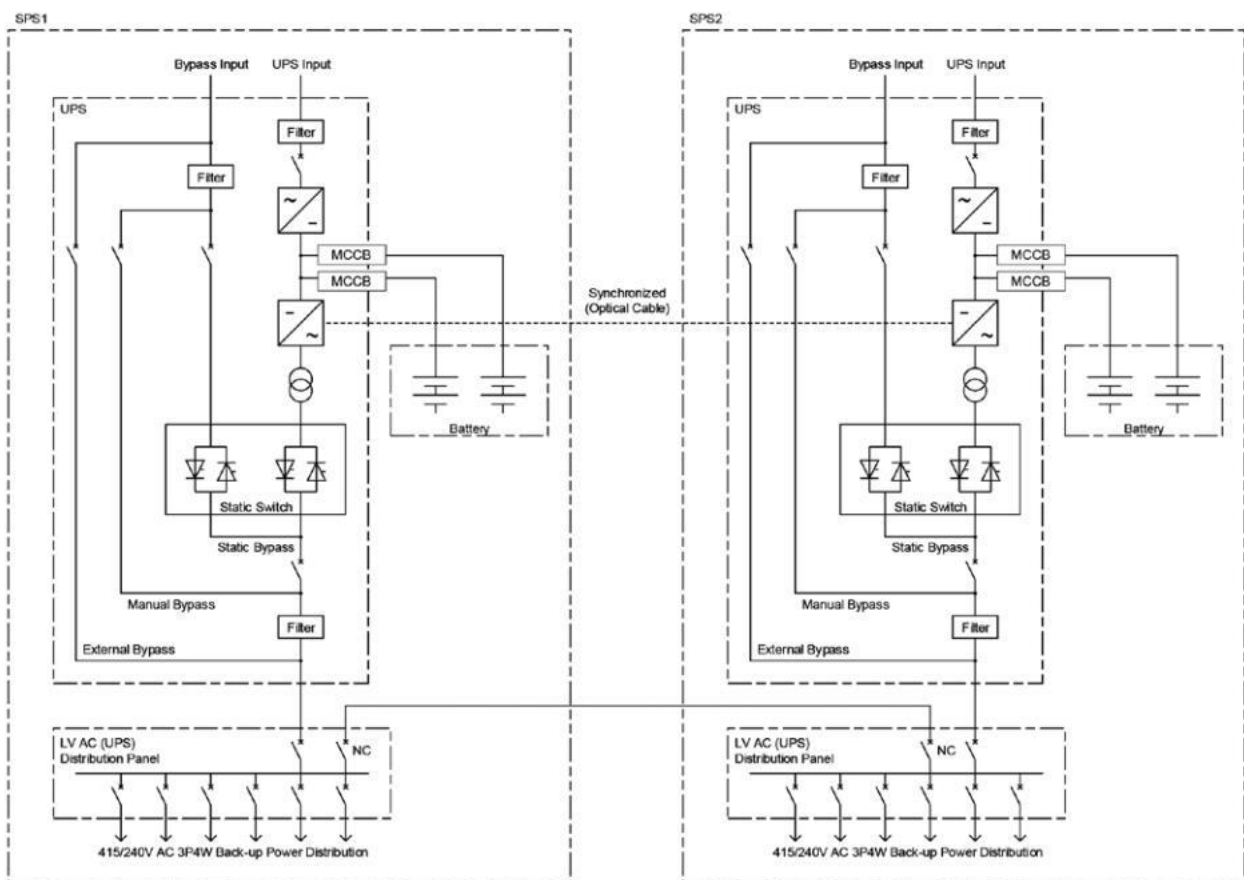 SPS1
SPS2
Bypass Input
UPS Input
UPS
Filter
Filter
~
–
MCCB
MCCB
–
~
Battery
Static Switch
Static Bypass
Manual Bypass
Filter
External Bypass
LV AC (UPS)
Distribution Panel
NC
415/240V AC 3P4W Back-up Power Distribution
Synchronized
(Optical Cable)
Bypass Input
UPS Input
UPS
Filter
Filter
~
–
MCCB
MCCB
–
~
Battery
Static Switch
Static Bypass
Manual Bypass
Filter
External Bypass
LV AC (UPS)
Distribution Panel
NC
415/240V AC 3P4W Back-up Power Distribution